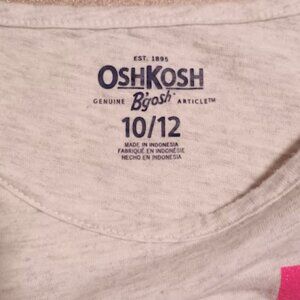 EST. 1895
OSHKOSH
GENUINE B'gosh ARTICLE™
10/12
MADE IN INDONESIA
FABRIQUÉ EN INDONÉSIE
HECHO EN INDONESIA